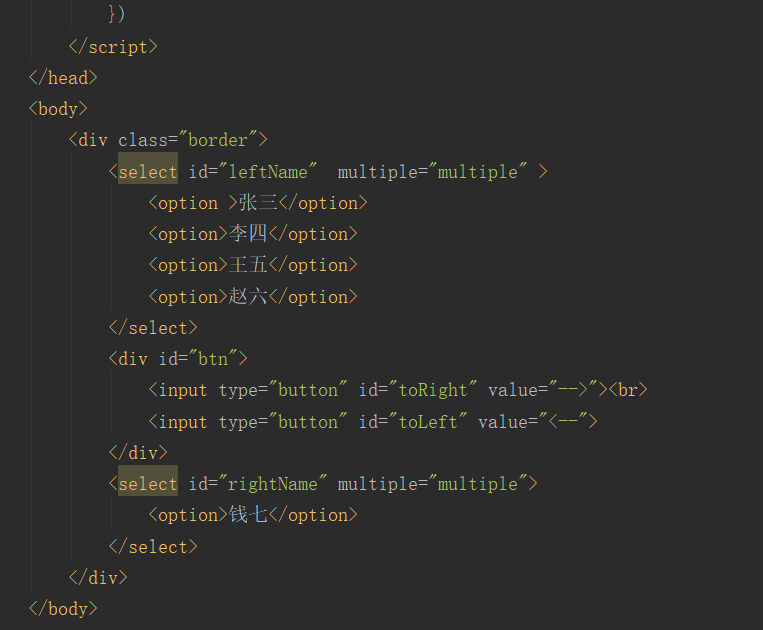 })
</script>
</head>
<body>
<div class="border">
<select id="leftName"  multiple="multiple" >
<option >张三</option>
<option>李四</option>
<option>王五</option>
<option>赵六</option>
</select>
<div id="btn">
<input type="button" id="toRight" value="-->"><br>
<input type="button" id="toLeft" value="<--">
</div>
<select id="rightName" multiple="multiple">
<option>钱七</option>
</select>
</div>
</body>